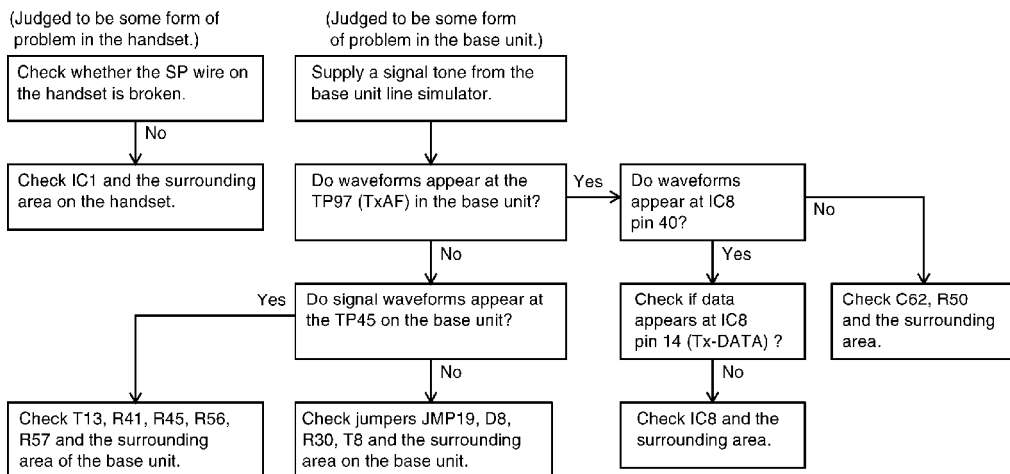 (Judged to be some form
of problem in the handset.)
(Judged to be some form
of problem in the base unit.)
Check whether the SP wire on
the handset is broken.
Supply a signal tone from the
base unit line simulator.
No
Check IC1 and the surrounding
area on the handset.
Do waveforms appear at the
TP97 (TxAF) in the base unit?
Yes
Do waveforms
appear at IC8
pin 40?
No
No
Yes
Yes
Do signal waveforms appear at
the TP45 on the base unit?
Check if data
appears at IC8
pin 14 (Tx-DATA) ?
Check C62, R50
and the surrounding
area.
No
No
Check T13, R41, R45, R56,
R57 and the surrounding
area of the base unit.
Check jumpers JMP19, D8,
R30, T8 and the surrounding
area on the base unit.
Check IC8 and the
surrounding area.